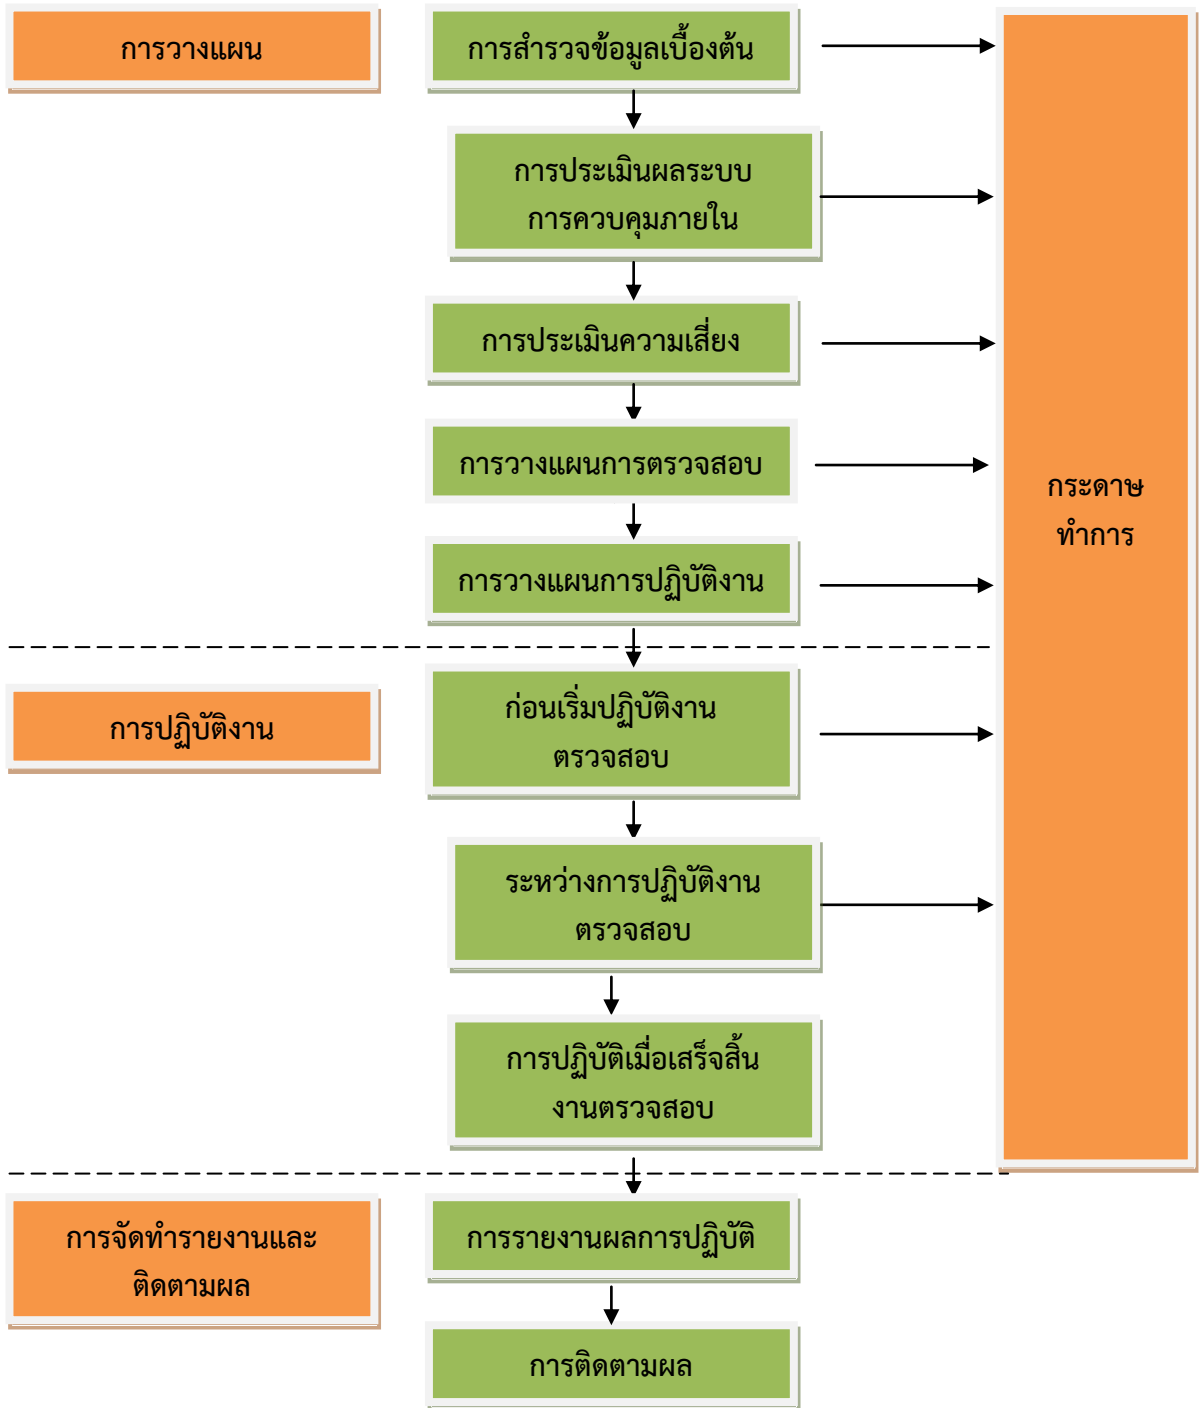 การวางแผน
การสำรวจข้อมูลเบื้องต้น
การประเมินผลระบบ
การควบคุมภายใน
การประเมินความเสี่ยง
การวางแผนการตรวจสอบ
การวางแผนการปฏิบัติงาน
กระดาษ
ทำการ
การปฏิบัติงาน
ก่อนเริ่มปฏิบัติงาน
ตรวจสอบ
ระหว่างการปฏิบัติงาน
ตรวจสอบ
การปฏิบัติเมื่อเสร็จสิ้น
งานตรวจสอบ
การจัดทำรายงานและ
ติดตามผล
การรายงานผลการปฏิบัติ
การติดตามผล